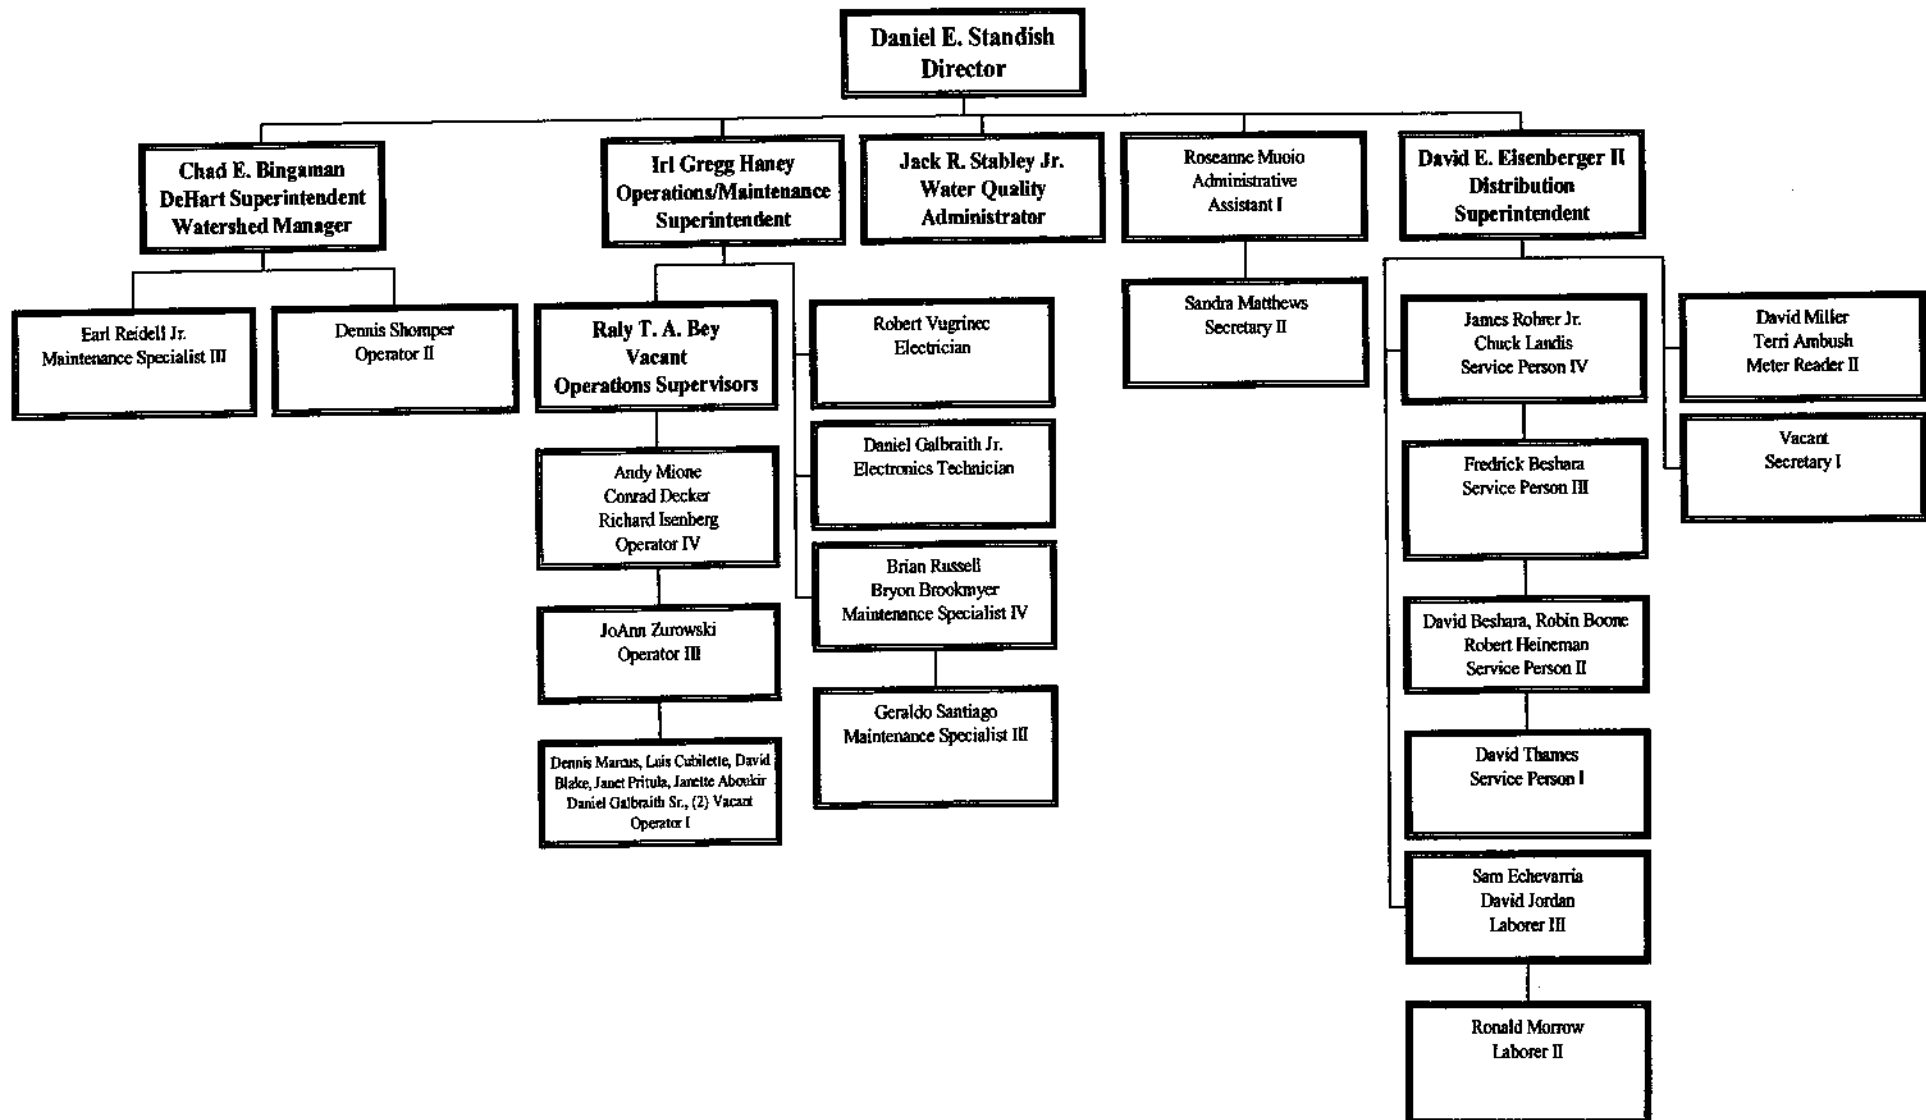 Daniel E. Standish
Director
Chad E. Bingaman
DeHart Superintendent
Watershed Manager
Irl Gregg Haney
Operations/Maintenance
Superintendent
Jack R. Stabley Jr.
Water Quality
Administrator
Roseanne Muoio
Administrative
Assistant I
David E. Eisenberger II
Distribution
Superintendent
Earl Reidell Jr.
Maintenance Specialist III
Dennis Shomper
Operator II
Raly T. A. Bey
Vacant
Operations Supervisors
Andy Mione
Conrad Decker
Richard Isenberg
Operator IV
JoAnn Zurowski
Operator III
Dennis Marcus, Luis Cubilette, David
Blake, Janet Pritula, Janette Aboukir
Daniel Galbraith Sr., (2) Vacant
Operator I
Robert Vugrinec
Electrician
Daniel Galbraith Jr.
Electronics Technician
Brian Russell
Bryon Brookmyer
Maintenance Specialist IV
Geraldo Santiago
Maintenance Specialist III
Sandra Matthews
Secretary II
James Rohrer Jr.
Chuck Landis
Service Person IV
Fredrick Beshara
Service Person III
David Beshara, Robin Boone
Robert Heineman
Service Person II
David Thames
Service Person I
Sam Echevarria
David Jordan
Laborer III
Ronald Morrow
Laborer II
David Miller
Terri Ambush
Meter Reader II
Vacant
Secretary I